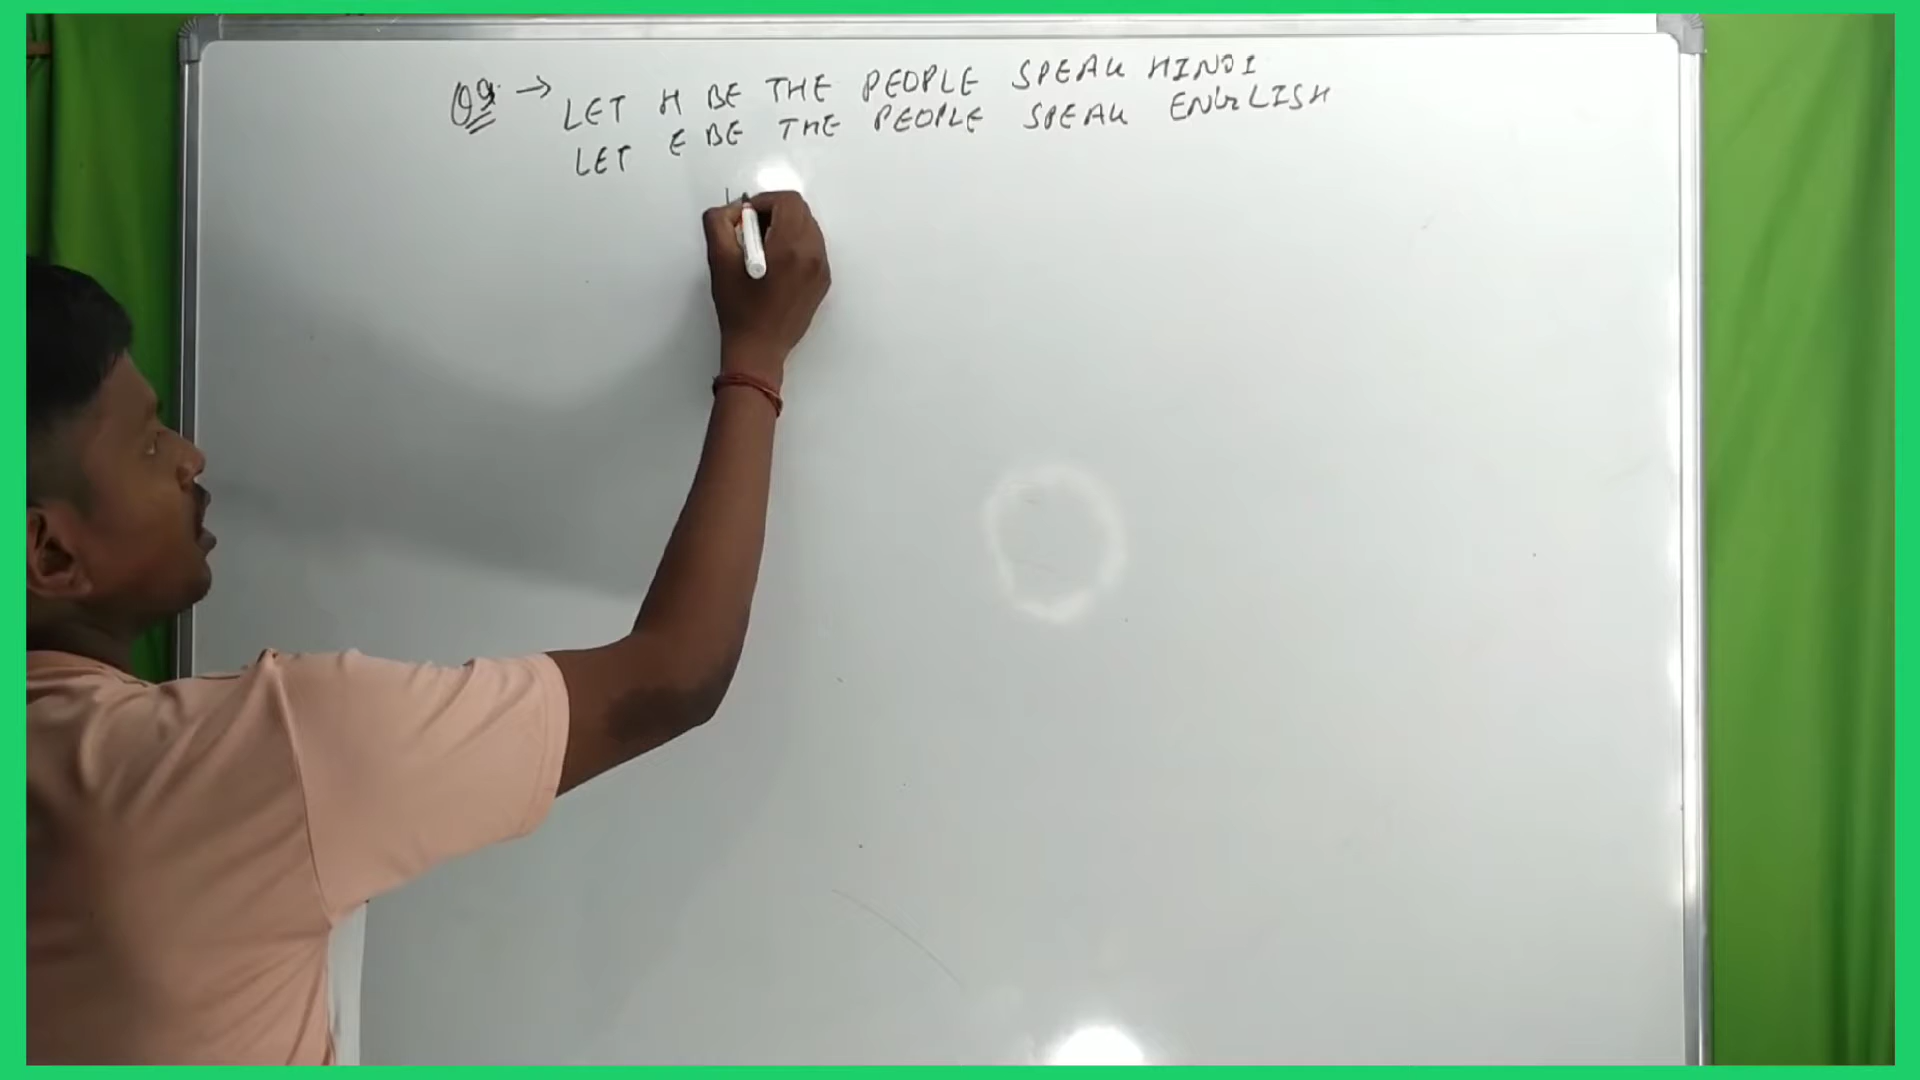 Q9 → LET H BE THE PEOPLE SPEAK HINDI
LET E BE THE PEOPLE SPEAK ENGLISH